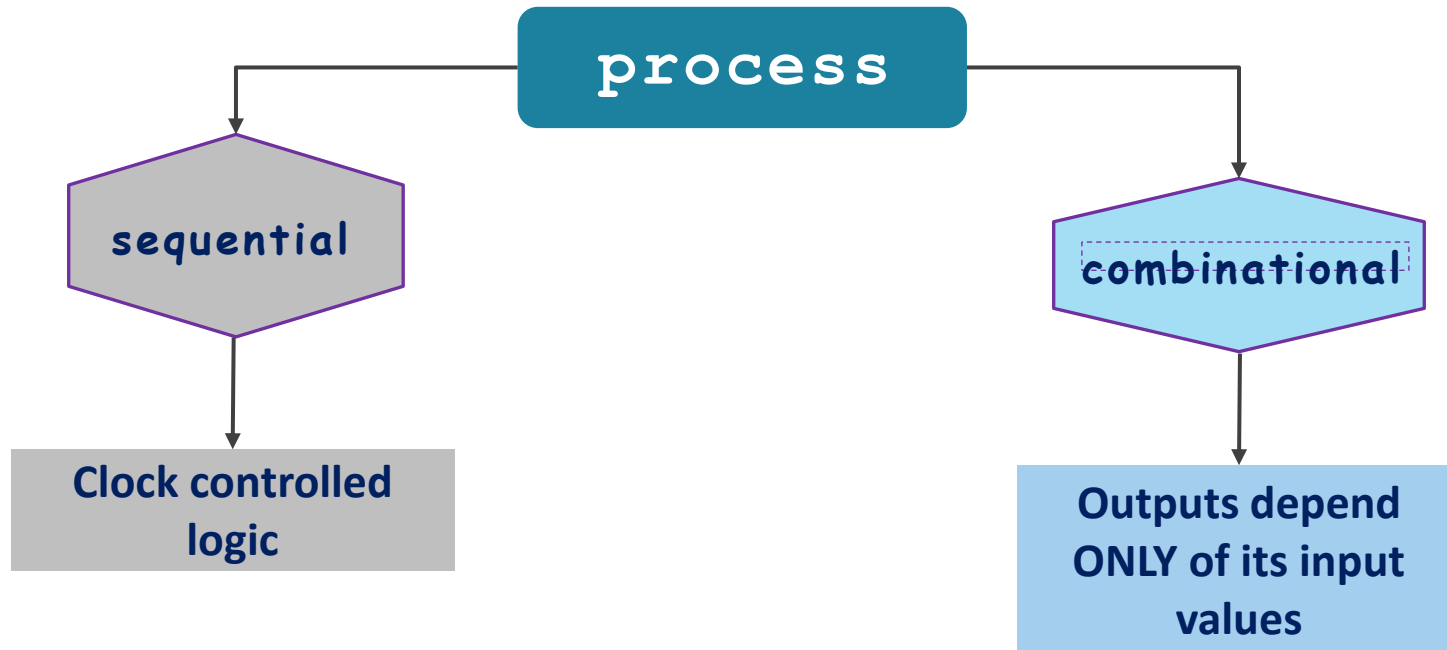 process
sequential
combinational
Clock controlled
logic
Outputs depend
ONLY of its input
values